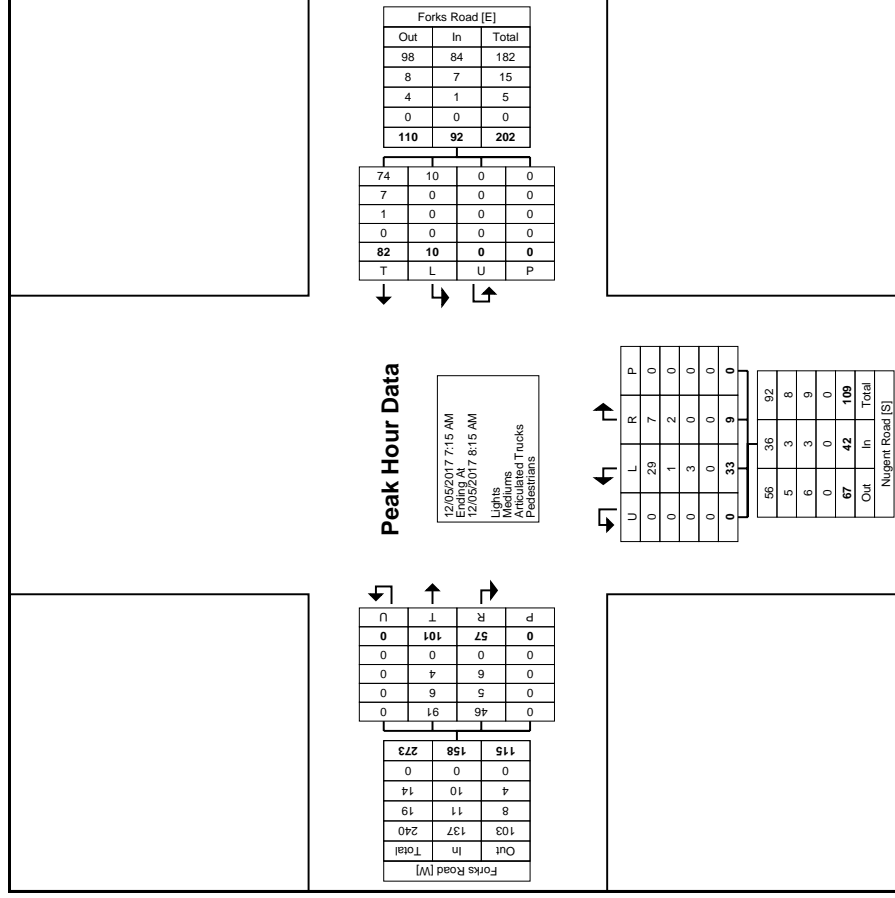 Forks Road [E]
Out In Total
98 84 182
8 7 15
4 1 5
0 0 0
110 92 202
74 10 0 0
7 0 0 0
1 0 0 0
0 0 0 0
82 10 0 0
T L U P
Peak Hour Data
12/05/2017 7:15 AM
Ending At
12/05/2017 8:15 AM
Lights
Mediums
Articulated Trucks
Pedestrians
U L R P
0 29 7 0
0 1 2 0
0 3 0 0
0 0 0 0
0 33 9 0
56 36 92
5 3 8
6 3 9
0 0 0
67 42 109
Out In Total
Nugent Road [S]
Forks Road [W]
Out In Total
103 137 240
8 11 19
4 10 14
0 0 0
115 158 273
0 46 91 0
0 5 6 0
0 6 4 0
0 0 0 0
0 57 101 0
P R T U